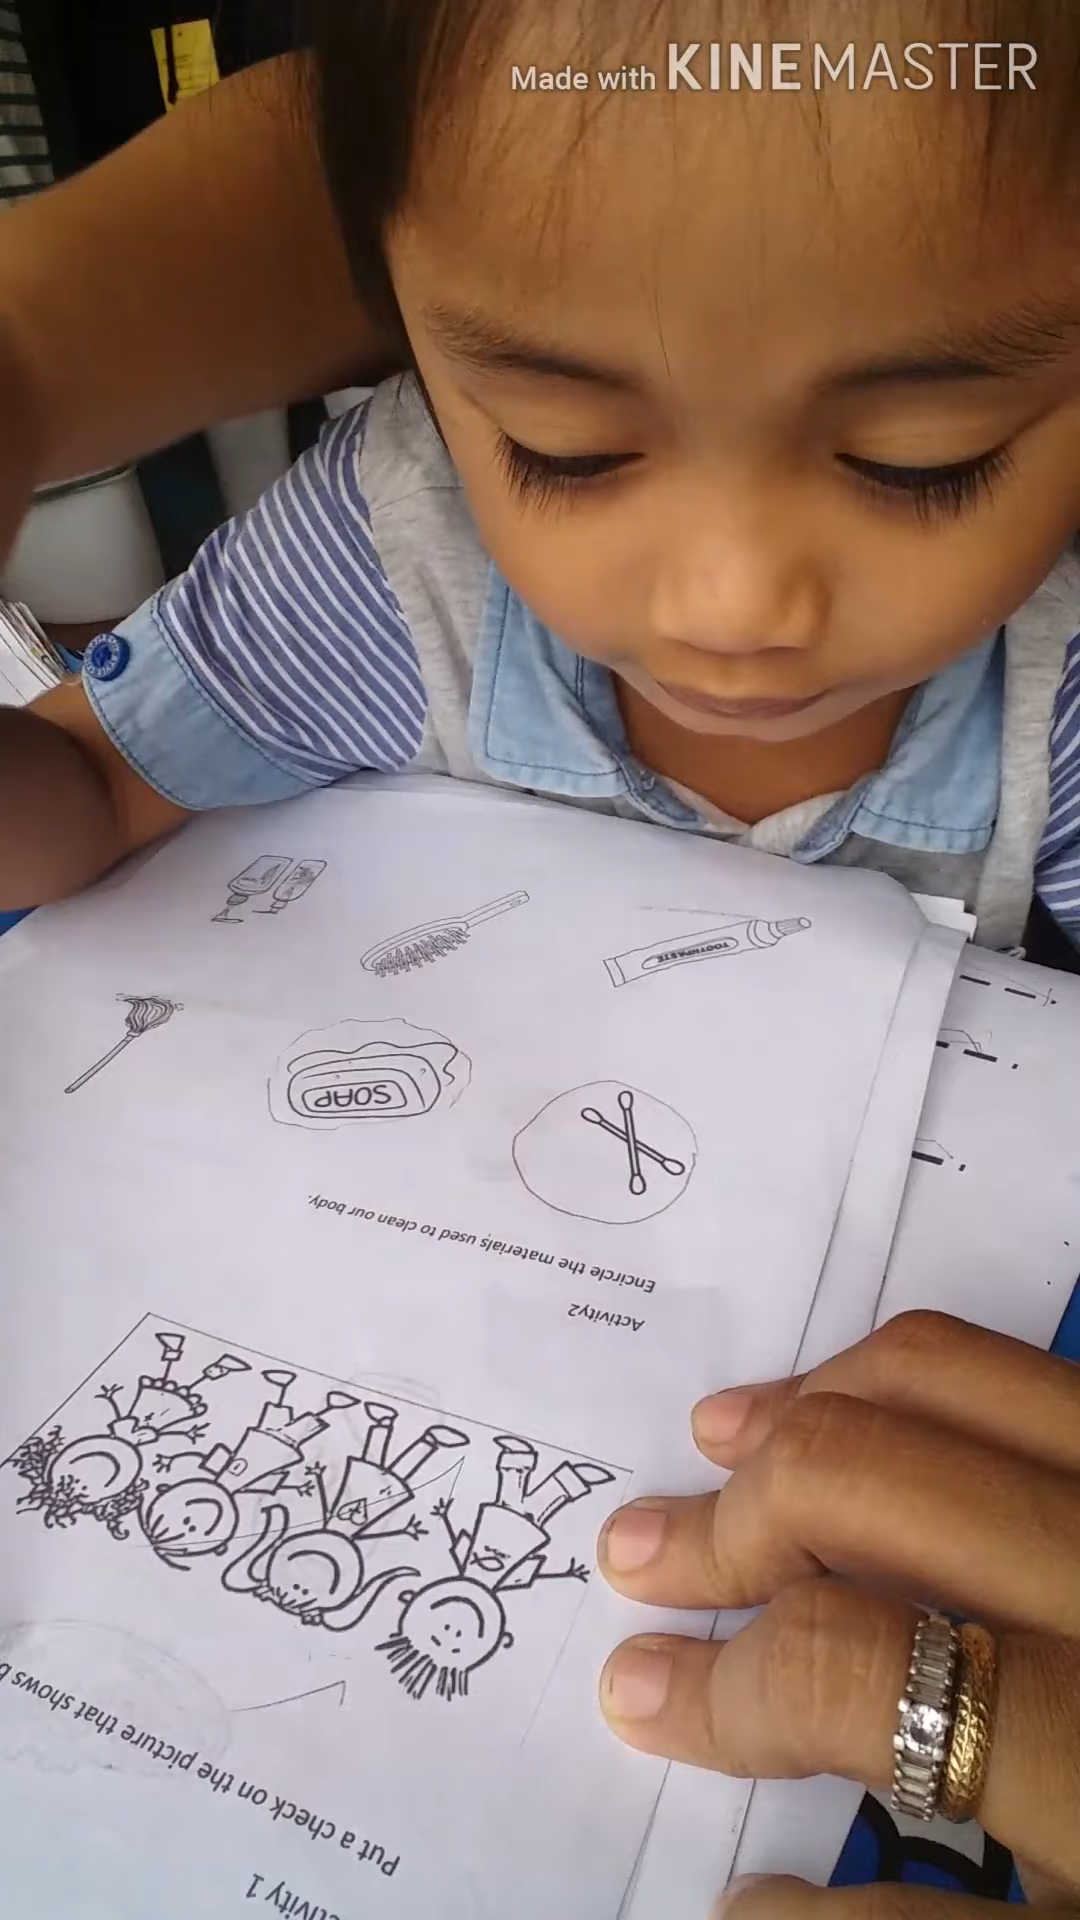 Made with KINEMASTER
Put a check on the picture that shows
Activity2
Encircle the materials used to clean our body.
SOAP
TOOTHPASTE